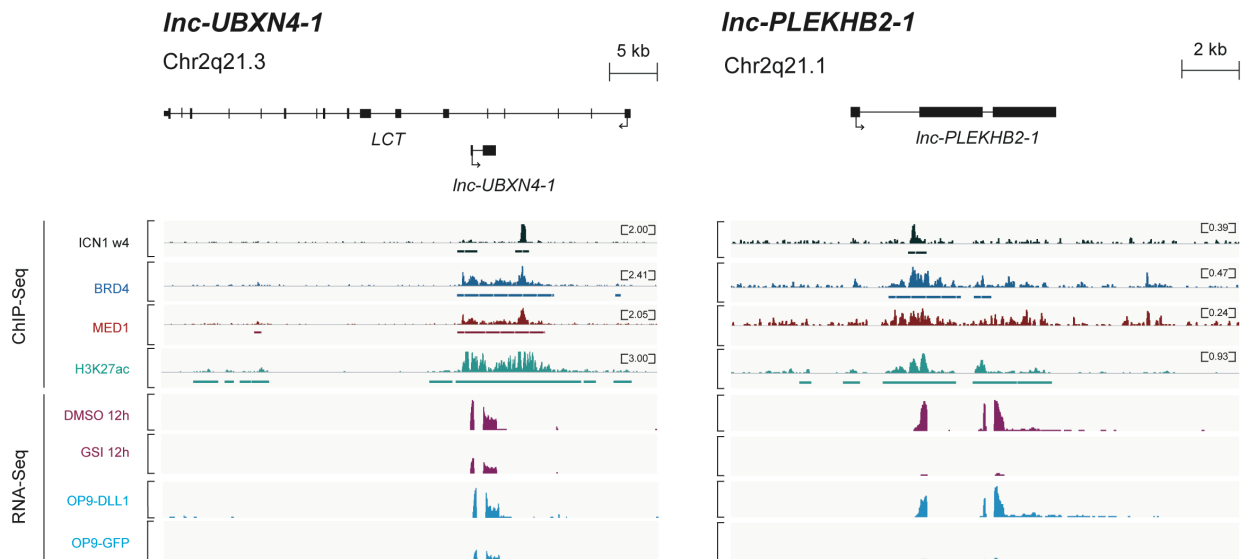 lnc-UBXN4-1
Chr2q21.3
5 kb
LCT
lnc-UBXN4-1
lnc-PLEKHB2-1
Chr2q21.1
2 kb
lnc-PLEKHB2-1
ChIP-Seq
ICN1 w4
[2.00]
[0.39]
BRD4
[2.41]
[0.47]
MED1
[2.05]
[0.24]
H3K27ac
[3.00]
[0.93]
RNA-Seq
DMSO 12h
GSI 12h
OP9-DLL1
OP9-GFP